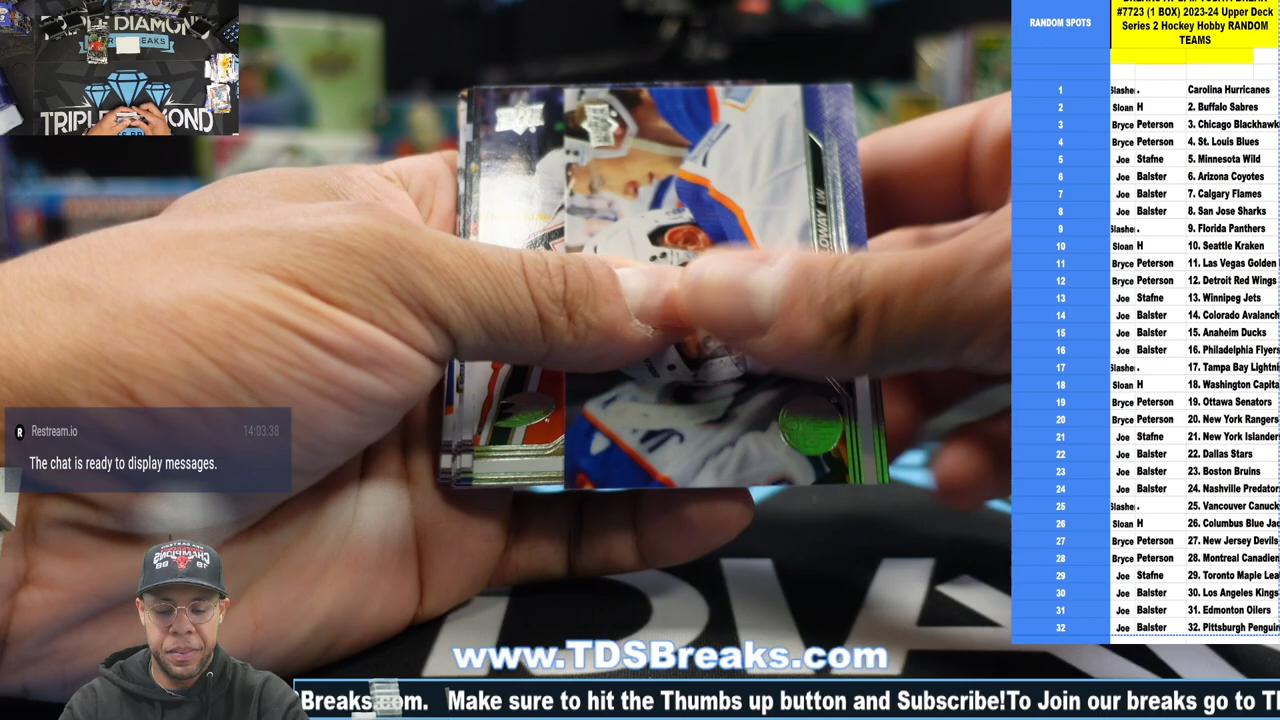 TRIPLE DIAMOND
BREAKS
TRIPLE DIAMOND
RANDOM SPOTS
#7723 (1 BOX) 2023-24 Upper Deck
Series 2 Hockey Hobby RANDOM
TEAMS
1 Slashe . Carolina Hurricanes
2 Sloan H 2. Buffalo Sabres
3 Bryce Peterson 3. Chicago Blackhawk
4 Bryce Peterson 4. St. Louis Blues
5 Joe Stafne 5. Minnesota Wild
6 Joe Balster 6. Arizona Coyotes
7 Joe Balster 7. Calgary Flames
8 Joe Balster 8. San Jose Sharks
9 Slashe . 9. Florida Panthers
10 Sloan H 10. Seattle Kraken
11 Bryce Peterson 11. Las Vegas Golden
12 Bryce Peterson 12. Detroit Red Wings
13 Joe Stafne 13. Winnipeg Jets
14 Joe Balster 14. Colorado Avalanch
15 Joe Balster 15. Anaheim Ducks
16 Joe Balster 16. Philadelphia Flyers
17 Slashe . 17. Tampa Bay Lightni
18 Sloan H 18. Washington Capita
19 Bryce Peterson 19. Ottawa Senators
20 Bryce Peterson 20. New York Rangers
21 Joe Stafne 21. New York Islander
22 Joe Balster 22. Dallas Stars
23 Joe Balster 23. Boston Bruins
24 Joe Balster 24. Nashville Predator
25 Slashe . 25. Vancouver Canuck
26 Sloan H 26. Columbus Blue Jac
27 Bryce Peterson 27. New Jersey Devils
28 Bryce Peterson 28. Montreal Canadien
29 Joe Stafne 29. Toronto Maple Lea
30 Joe Balster 30. Los Angeles Kings
31 Joe Balster 31. Edmonton Oilers
32 Joe Balster 32. Pittsburgh Penguin
Restream.io 14:03:38
The chat is ready to display messages.
www.TDSBreaks.com
Breaks.com. Make sure to hit the Thumbs up button and Subscribe!To Join our breaks go to T